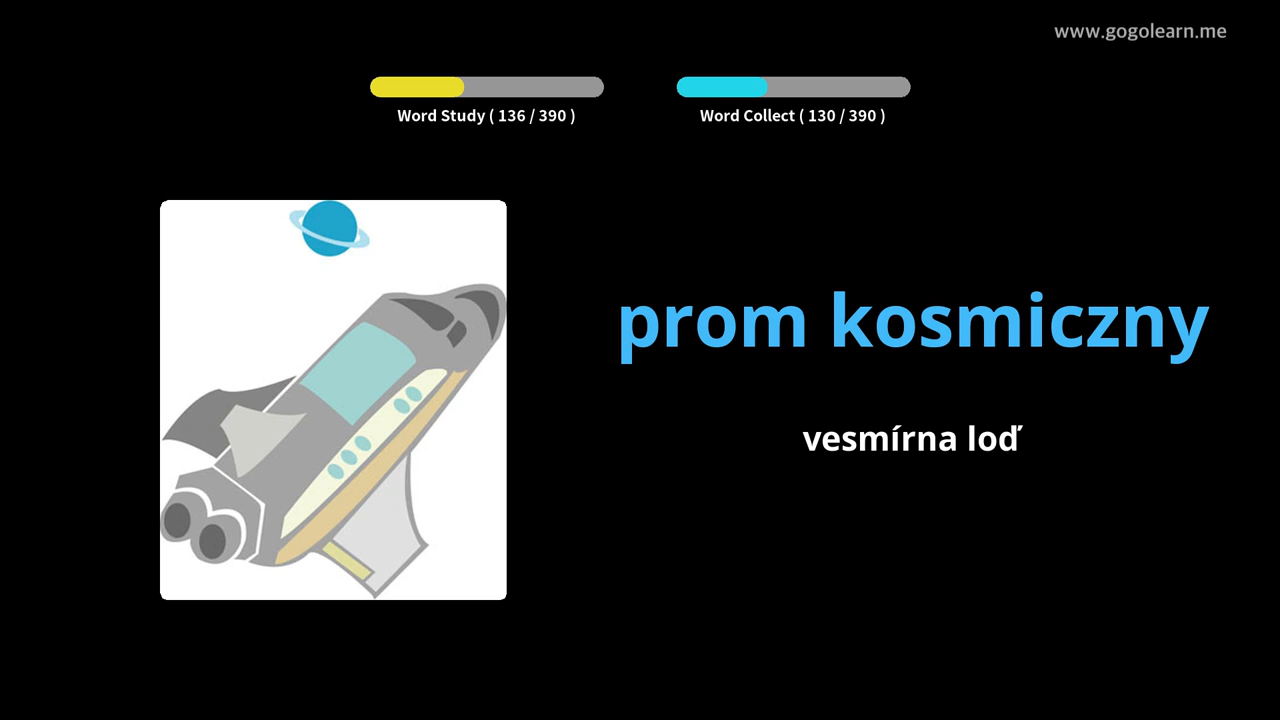 www.gogolearn.me
Word Study ( 136 / 390 )
Word Collect ( 130 / 390 )
prom kosmiczny
vesmírna loď